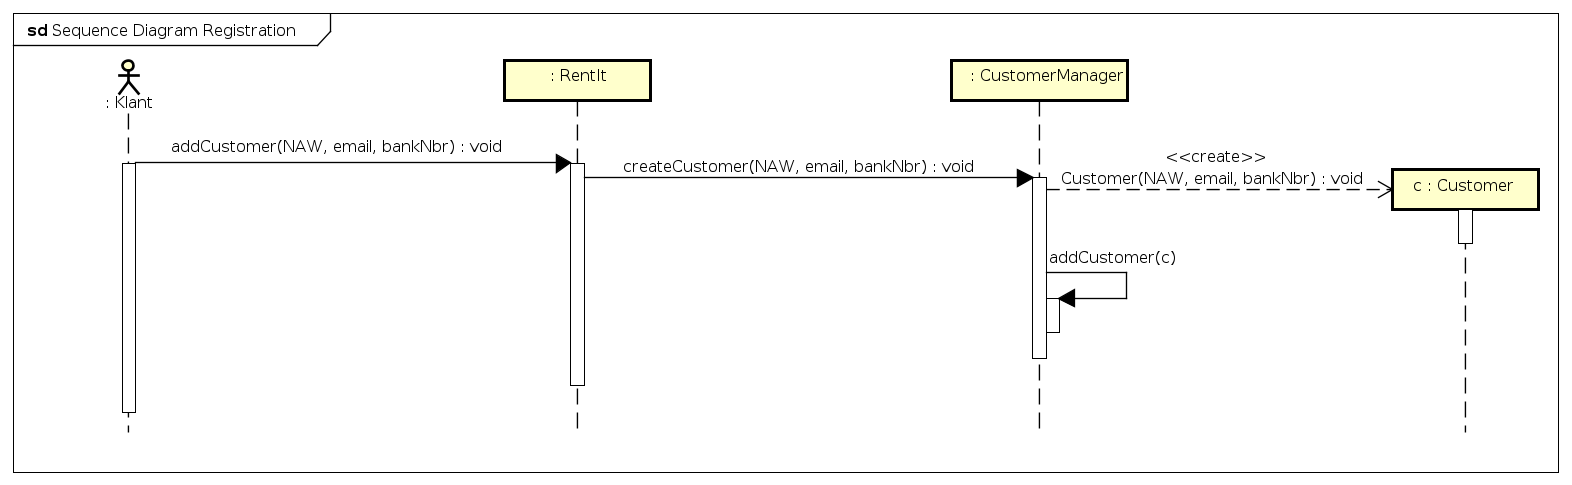 sd Sequence Diagram Registration
: Klant
: RentIt
: CustomerManager
addCustomer(NAW, email, bankNbr) : void
createCustomer(NAW, email, bankNbr) : void
<<create>>
Customer(NAW, email, bankNbr) : void
c : Customer
addCustomer(c)